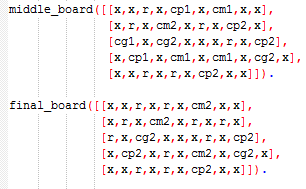 middle_board([[x,x,r,x,cp1,x,cm1,x,x],
[x,r,x,cm2,x,r,x,cp2,x],
[cg1,x,cg2,x,x,x,r,x,cp2],
[x,cp1,x,cm1,x,cm1,x,cg2,x],
[x,x,r,x,r,x,cp2,x,x]]).
final_board([[x,x,r,x,r,x,cm2,x,x],
[x,r,x,cm2,x,r,x,r,x],
[r,x,cg2,x,x,x,r,x,cp2],
[x,cp2,x,r,x,cm2,x,cg2,x],
[x,x,r,x,r,x,cp2,x,x]]).